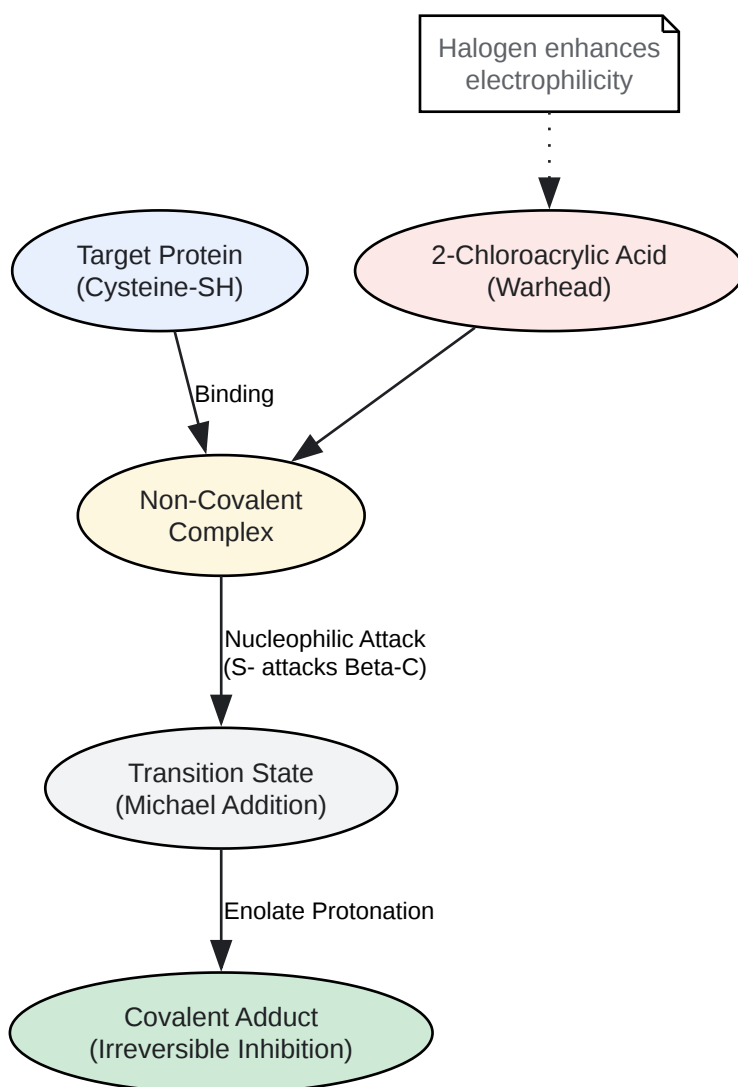 Halogen enhances
electrophilicity
Target Protein
(Cysteine-SH)
2-Chloroacrylic Acid
(Warhead)
Binding
Non-Covalent
Complex
Nucleophilic Attack
(S- attacks Beta-C)
Transition State
(Michael Addition)
Enolate Protonation
Covalent Adduct
(Irreversible Inhibition)